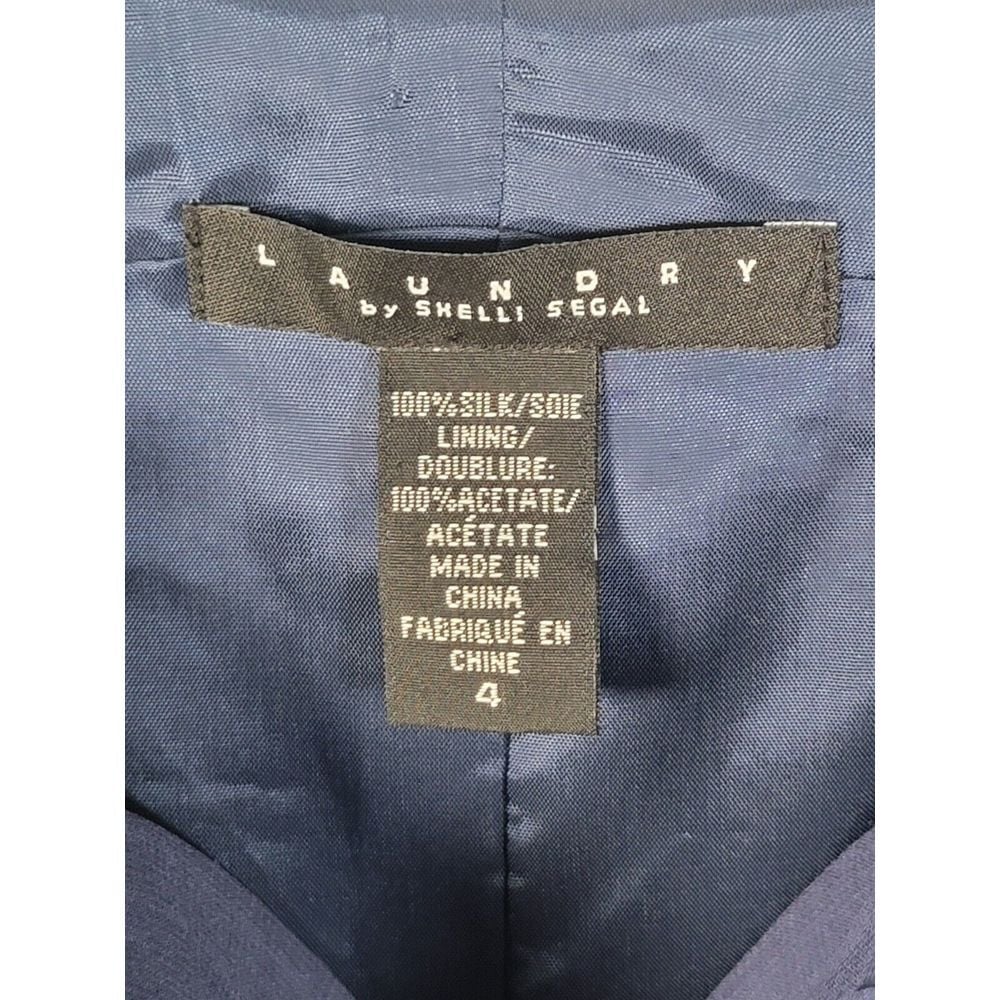 LAUNDRY
by SHELLI SEGAL
100%SILK/SOIE
LINING/
DOUBLURE:
100%ACETATE/
ACÉTATE
MADE IN
CHINA
FABRIQUÉ EN
CHINE
4